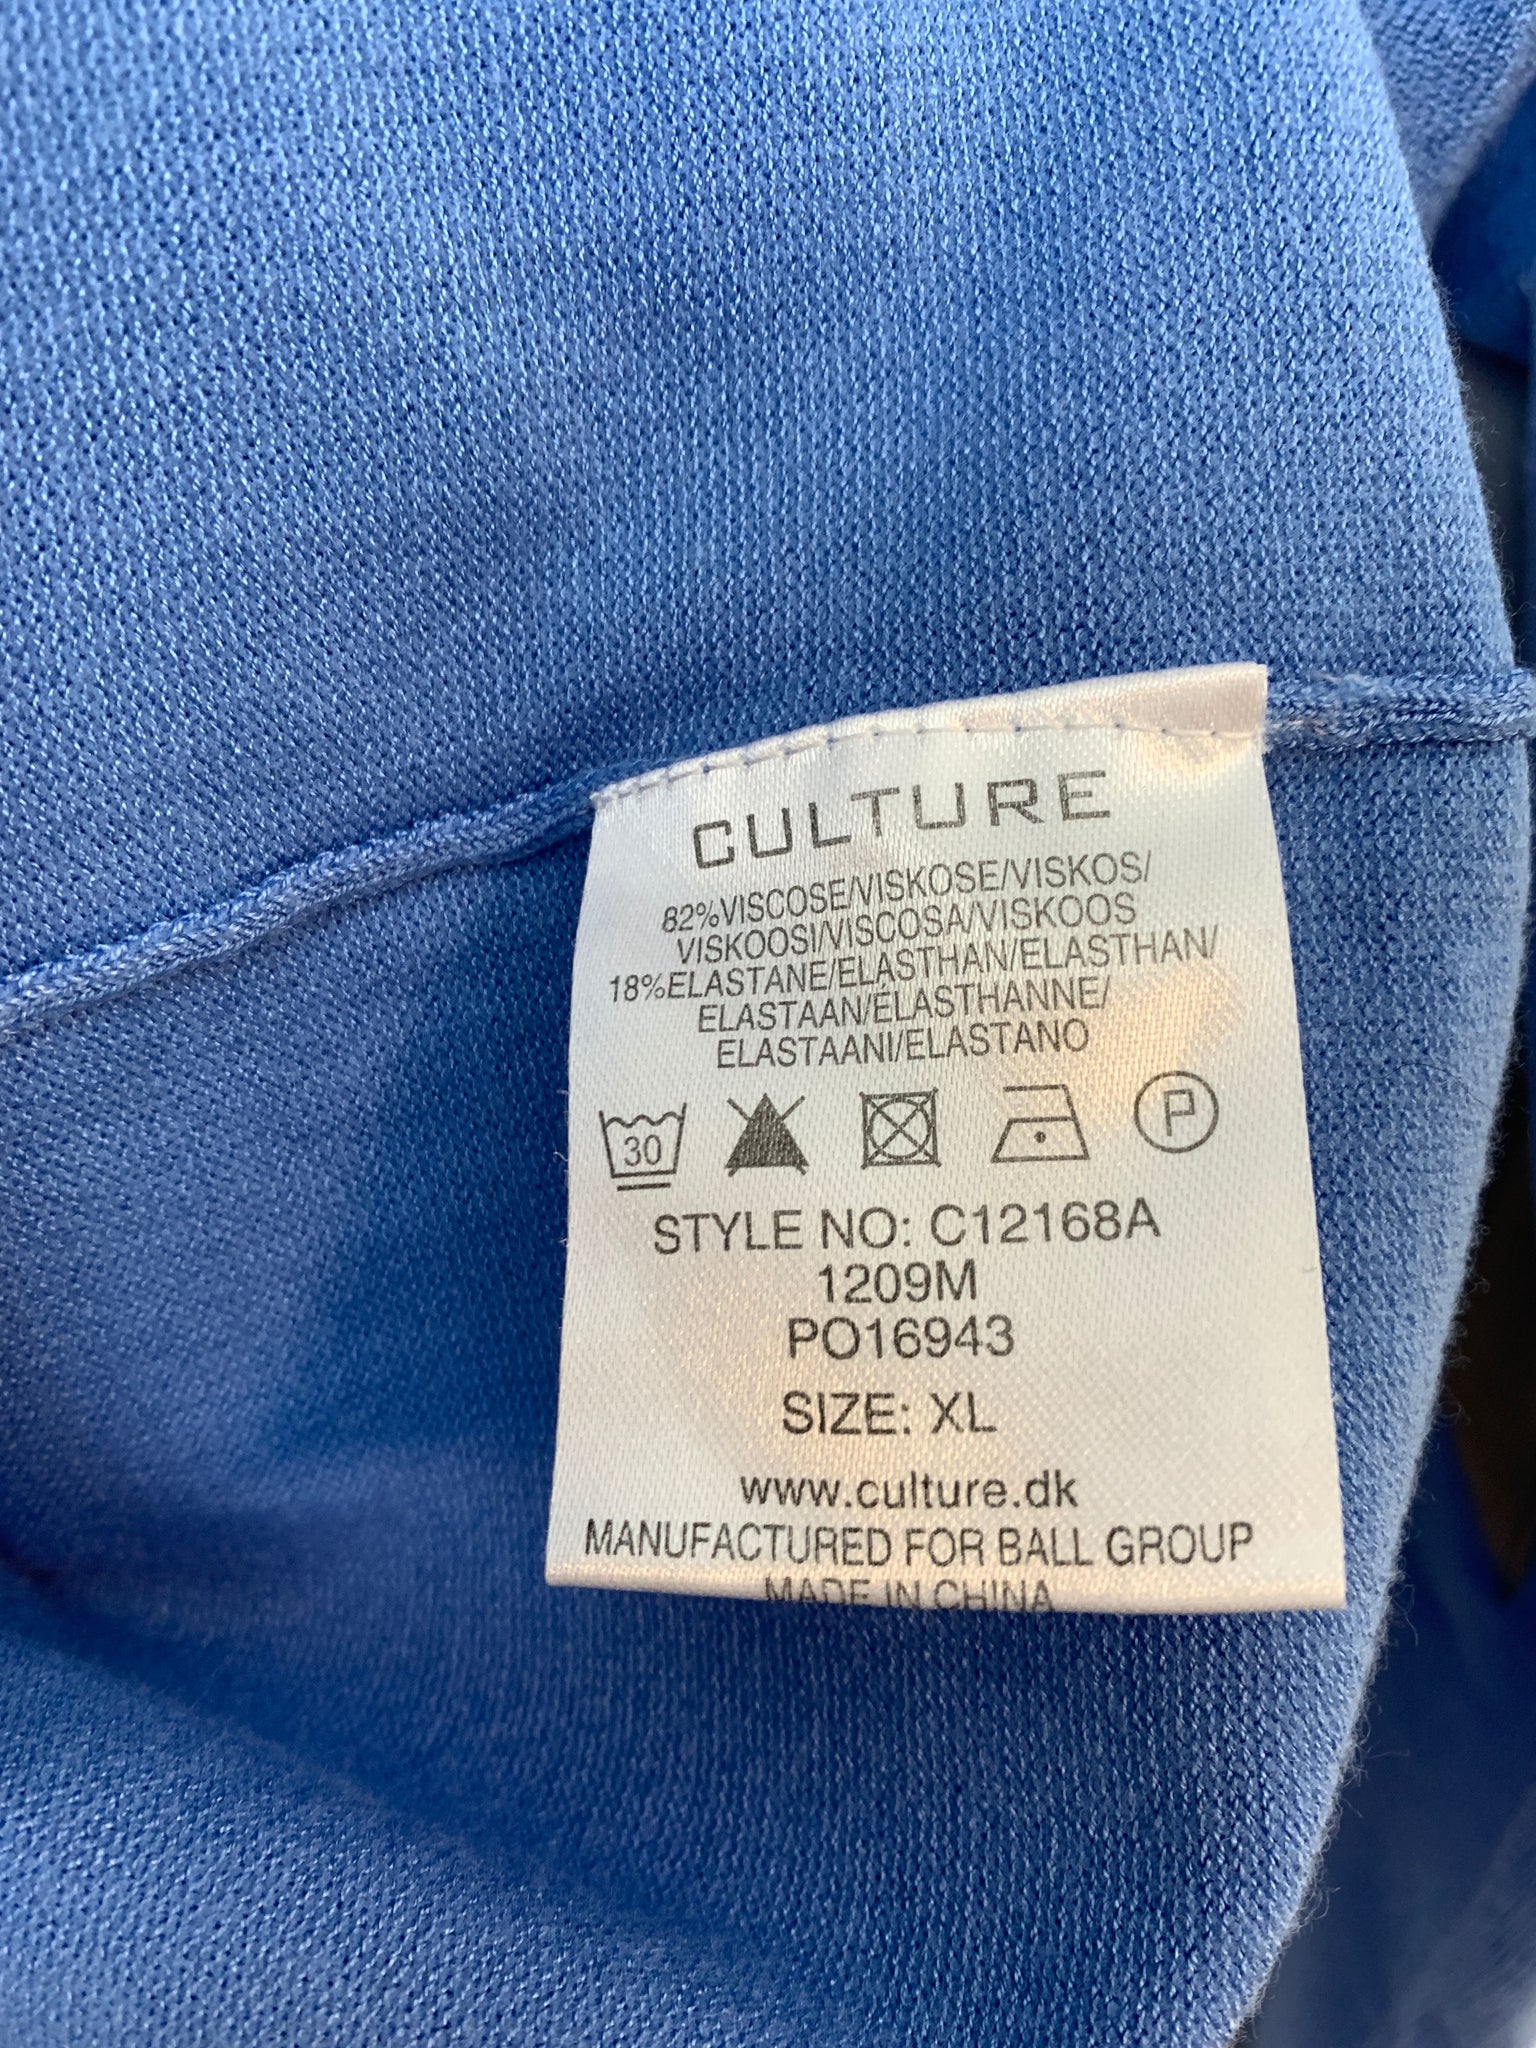 CULTURE
82%VISCOSE/VISKOSE/VISKOS/
VISKOOSI/VISCOSA/VISKOOS
18%ELASTANE/ELASTHAN/ELASTHAN/
ELASTAAN/ÉLASTHANNE/
ELASTAANI/ELASTANO
30 P
STYLE NO: C12168A
1209M
PO16943
SIZE: XL
www.culture.dk
MANUFACTURED FOR BALL GROUP
MADE IN CHINA